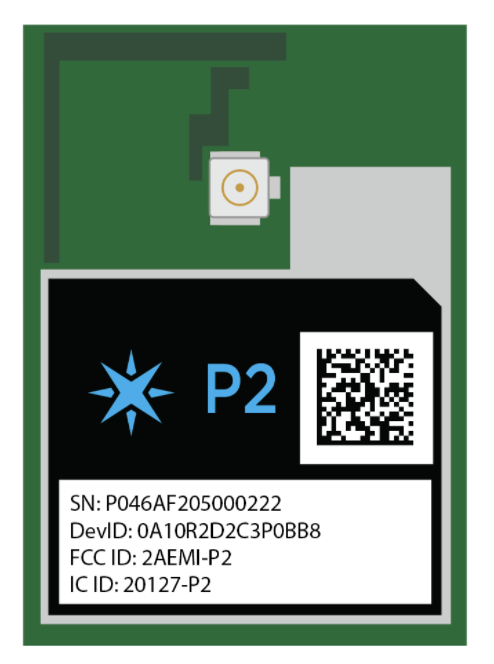 P2
SN: P046AF205000222
DevID: 0A10R2D2C3P0BB8
FCC ID: 2AEMI-P2
IC ID: 20127-P2